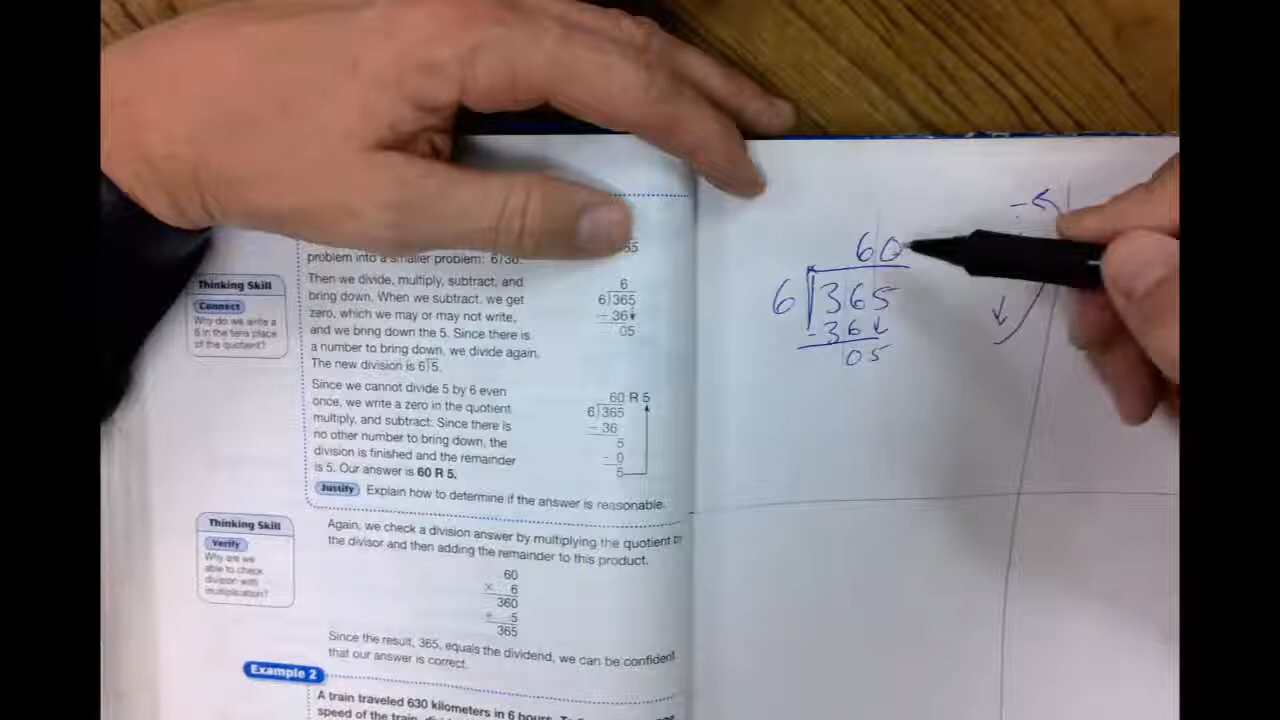 problem into a smaller problem: 6)36.
Thinking Skill
Connect
Why do we write a
6 in the tens place
of the quotient?
Then we divide, multiply, subtract, and
bring down. When we subtract, we get
zero, which we may or may not write,
and we bring down the 5. Since there is
a number to bring down, we divide again.
The new division is 6)5.
6
6)365
− 36↓
05
Since we cannot divide 5 by 6 even
once, we write a zero in the quotient,
multiply, and subtract. Since there is
no other number to bring down, the
division is finished and the remainder
is 5. Our answer is 60 R 5.
60 R 5
6)365
− 36
5
− 0
5
Justify Explain how to determine if the answer is reasonable.
Thinking Skill
Verify
Why are we
able to check
division with
multiplication?
Again, we check a division answer by multiplying the quotient by
the divisor and then adding the remainder to this product.
60
× 6
360
+ 5
365
Since the result, 365, equals the dividend, we can be confident
that our answer is correct.
Example 2
A train traveled 630 kilometers in 6 hours.
speed of the train,
60
6)365
-36↓
05
÷